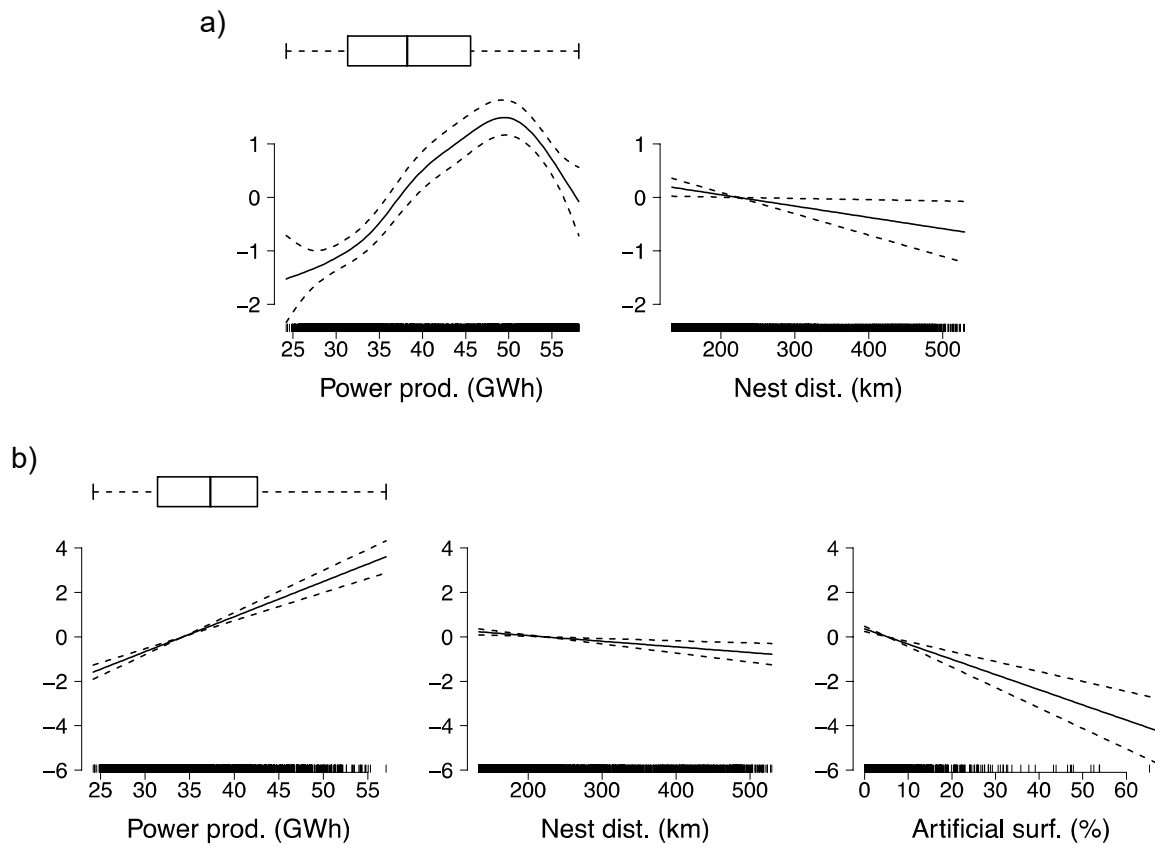 a)
1
0
−1
−2
25 30 35 40 45 50 55
Power prod. (GWh)
1
0
−1
−2
200 300 400 500
Nest dist. (km)
b)
4
2
0
−2
−4
−6
25 30 35 40 45 50 55
Power prod. (GWh)
4
2
0
−2
−4
−6
200 300 400 500
Nest dist. (km)
4
2
0
−2
−4
−6
0 10 20 30 40 50 60
Artificial surf. (%)